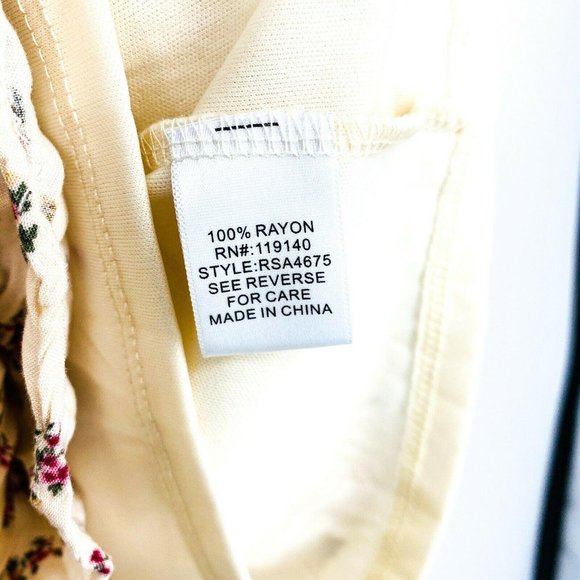 100% RAYON
RN#:119140
STYLE:RSA4675
SEE REVERSE
FOR CARE
MADE IN CHINA